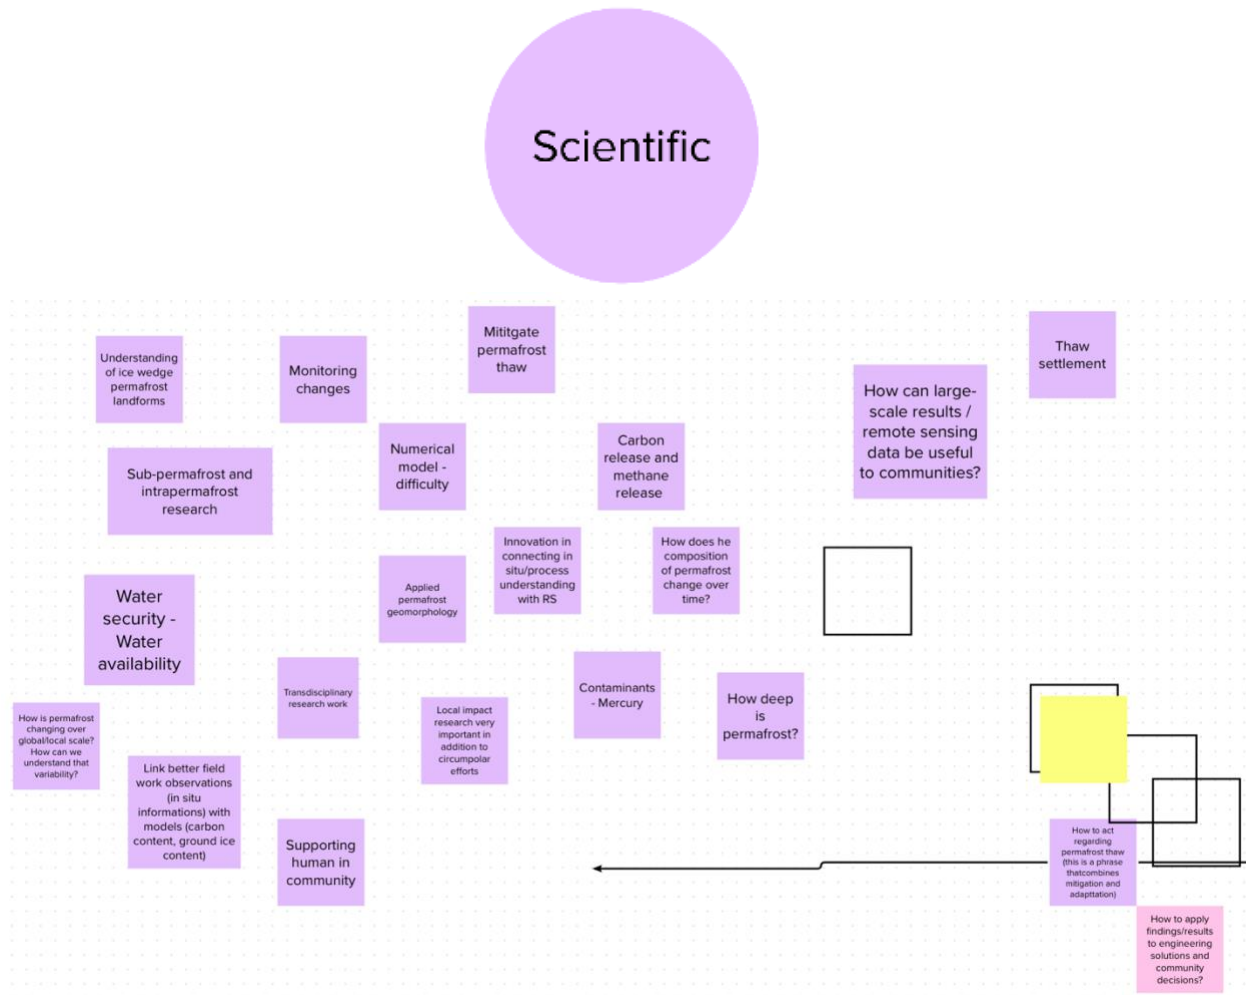 Scientific
Mititgate
permafrost
thaw
Thaw
settlement
Understanding
of ice wedge
permafrost
landforms
Monitoring
changes
How can large-
scale results /
remote sensing
data be useful
to communities?
Numerical
model -
difficulty
Carbon
release and
methane
release
Sub-permafrost and
intrapermafrost
research
Innovation in
connecting in
situ/process
understanding
with RS
How does he
composition
of permafrost
change over
time?
Applied
permafrost
geomorphology
Water
security -
Water
availability
Transdisciplinary
research work
Contaminants
- Mercury
How deep
is
permafrost?
Local impact
research very
important in
addition to
circumpolar
efforts
How is permafrost
changing over
global/local scale?
How can we
understand that
variability?
Link better field
work observations
(in situ
informations) with
models (carbon
content, ground ice
content)
Supporting
human in
community
How to act
regarding
permafrost thaw
(this is a phrase
thatcombines
mitigation and
adapttation)
How to apply
findings/results
to engineering
solutions and
community
decisions?